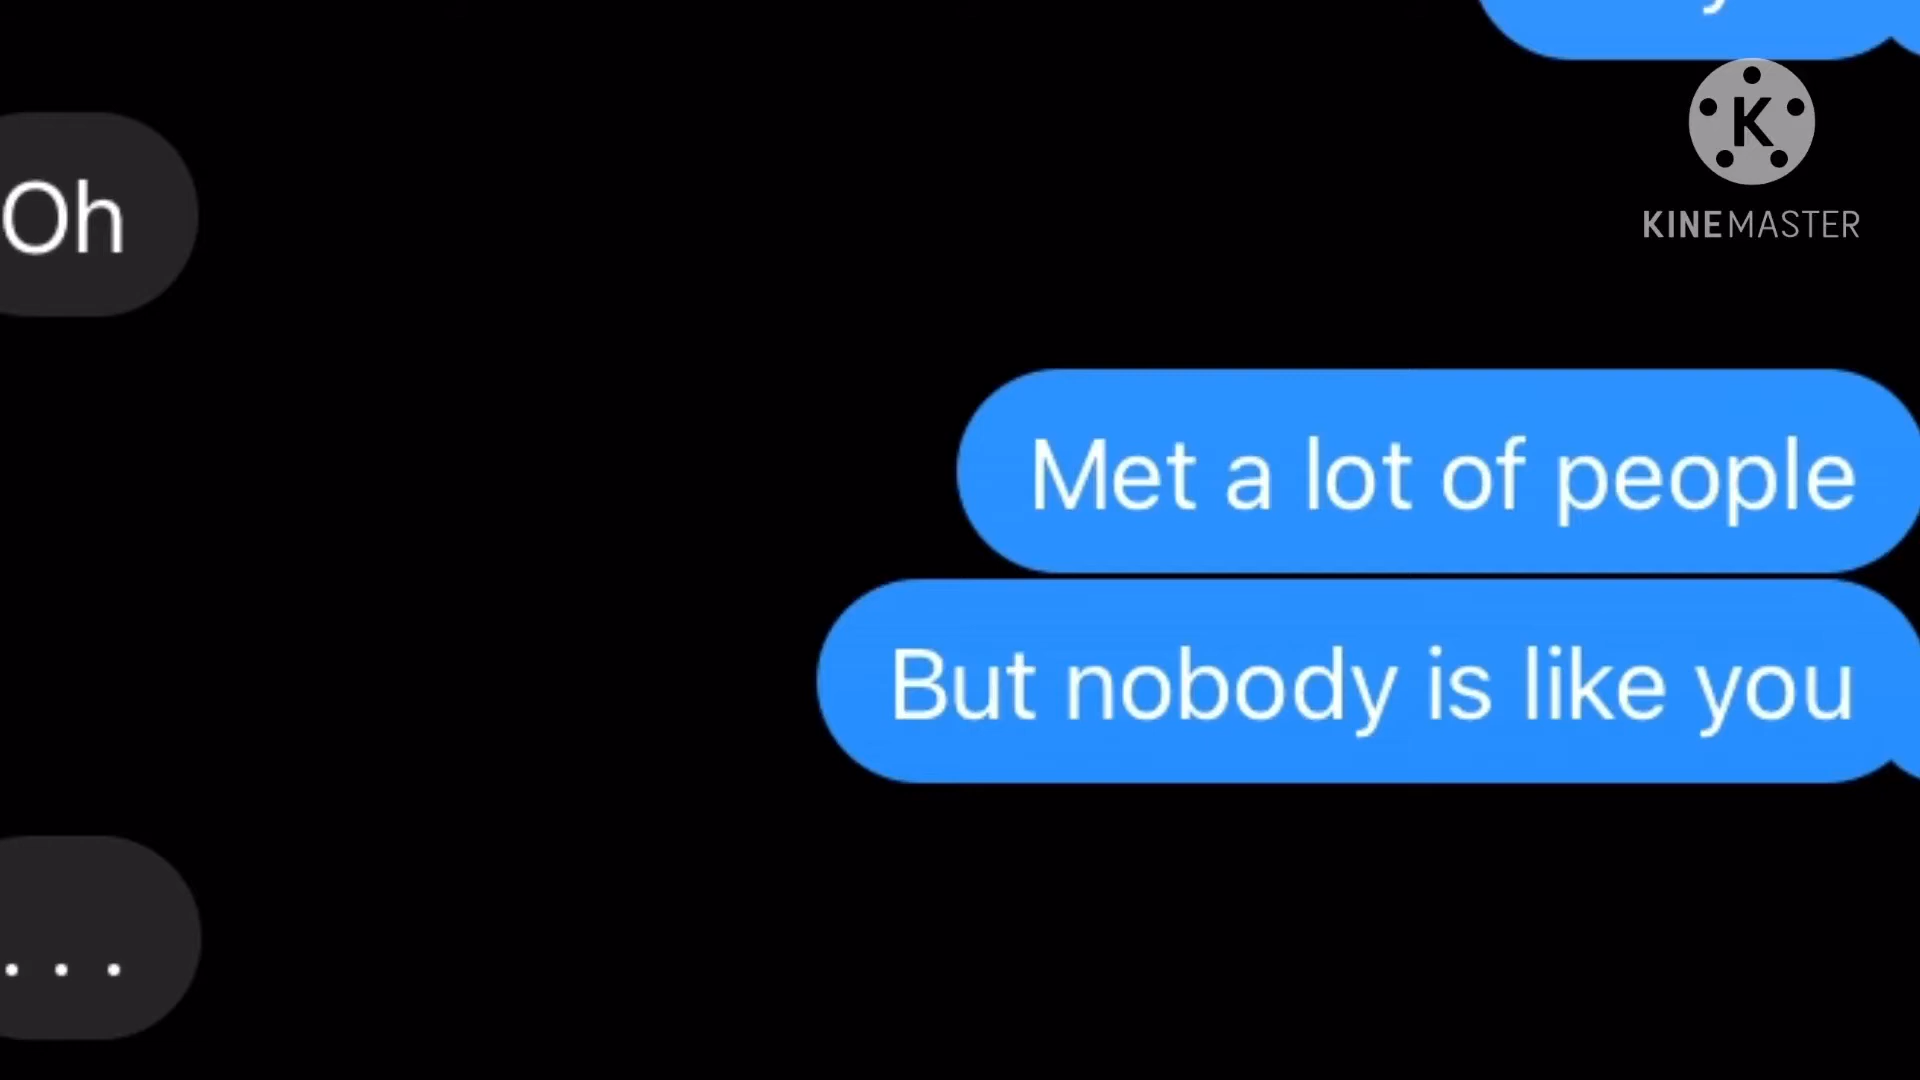 Oh
KINEMASTER
Met a lot of people
But nobody is like you
. . .